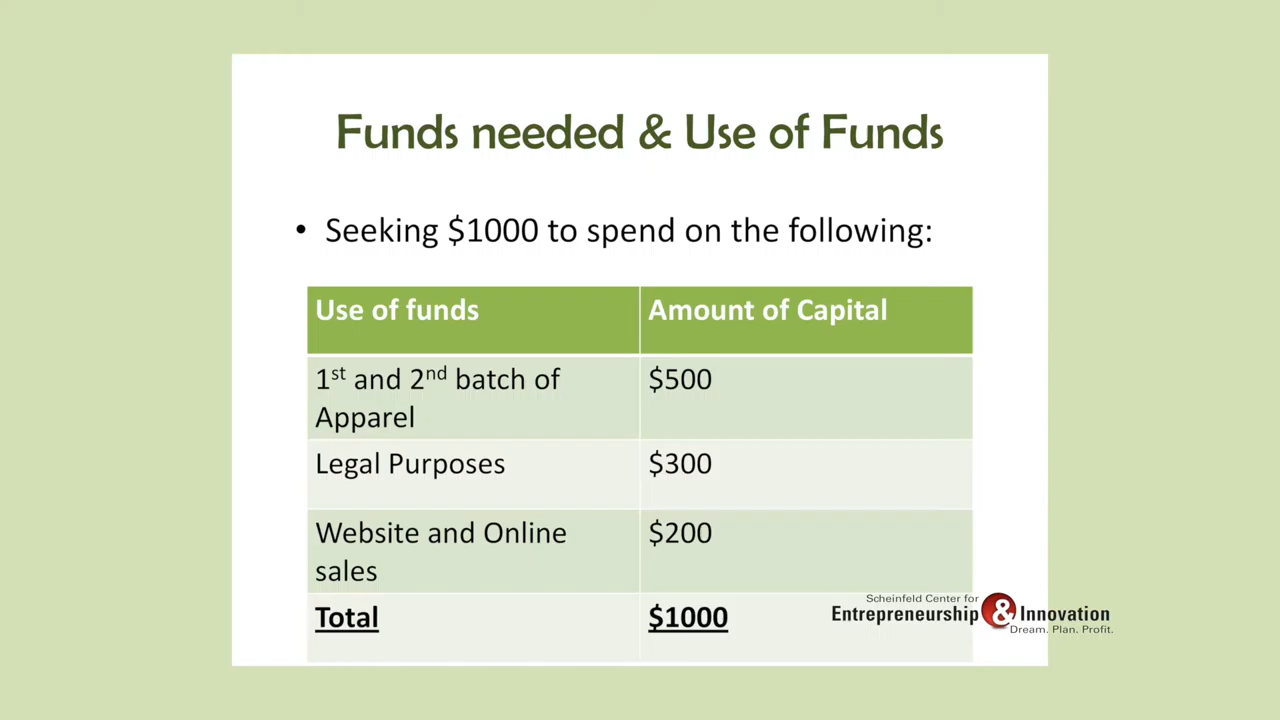 Funds needed & Use of Funds
• Seeking $1000 to spend on the following:
Use of funds
Amount of Capital
1st and 2nd batch of
Apparel
$500
Legal Purposes
$300
Website and Online
sales
$200
Total
$1000
Scheinfeld Center for
Entrepreneurship & Innovation
Dream. Plan. Profit.